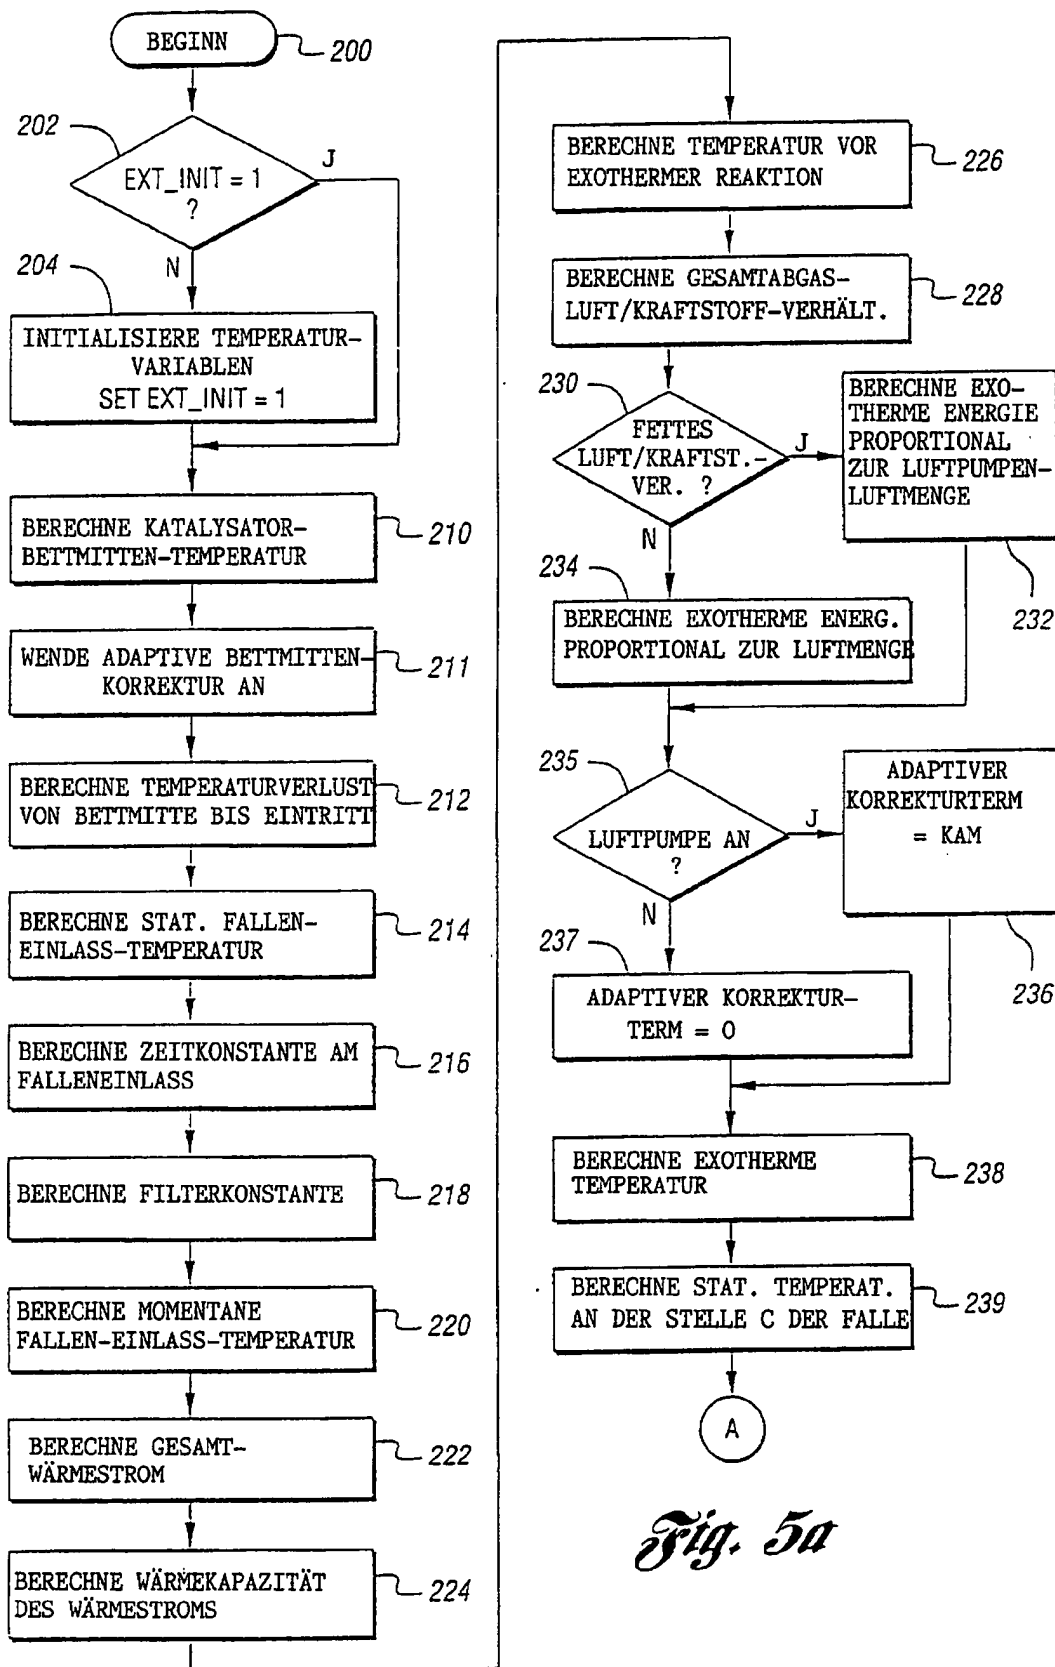 BEGINN
200
202
EXT_INIT = 1
?
J
N
204
INITIALISIERE TEMPERATUR-
VARIABLEN
SET EXT_INIT = 1
BERECHNE KATALYSATOR-
BETTMITTEN-TEMPERATUR
210
WENDE ADAPTIVE BETTMITTEN-
KORREKTUR AN
211
BERECHNE TEMPERATURVERLUST
VON BETTMITTE BIS EINTRITT
212
BERECHNE STAT. FALLEN-
EINLASS-TEMPERATUR
214
BERECHNE ZEITKONSTANTE AM
FALLENEINLASS
216
BERECHNE FILTERKONSTANTE
218
BERECHNE MOMENTANE
FALLEN-EINLASS-TEMPERATUR
220
BERECHNE GESAMT-
WÄRMESTROM
222
BERECHNE WÄRMEKAPAZITÄT
DES WÄRMESTROMS
224
BERECHNE TEMPERATUR VOR
EXOTHERMER REAKTION
226
BERECHNE GESAMTABGAS-
LUFT/KRAFTSTOFF-VERHÄLT.
228
230
FETTES
LUFT/KRAFTST.-
VER. ?
J
N
BERECHNE EXO-
THERME ENERGIE
PROPORTIONAL
ZUR LUFTPUMPEN-
LUFTMENGE
232
234
BERECHNE EXOTHERME ENERG.
PROPORTIONAL ZUR LUFTMENGE
235
LUFTPUMPE AN
?
J
N
ADAPTIVER
KORREKTURTERM
= KAM
236
237
ADAPTIVER KORREKTUR-
TERM = 0
BERECHNE EXOTHERME
TEMPERATUR
238
BERECHNE STAT. TEMPERAT.
AN DER STELLE C DER FALLE
239
A
Fig. 5a